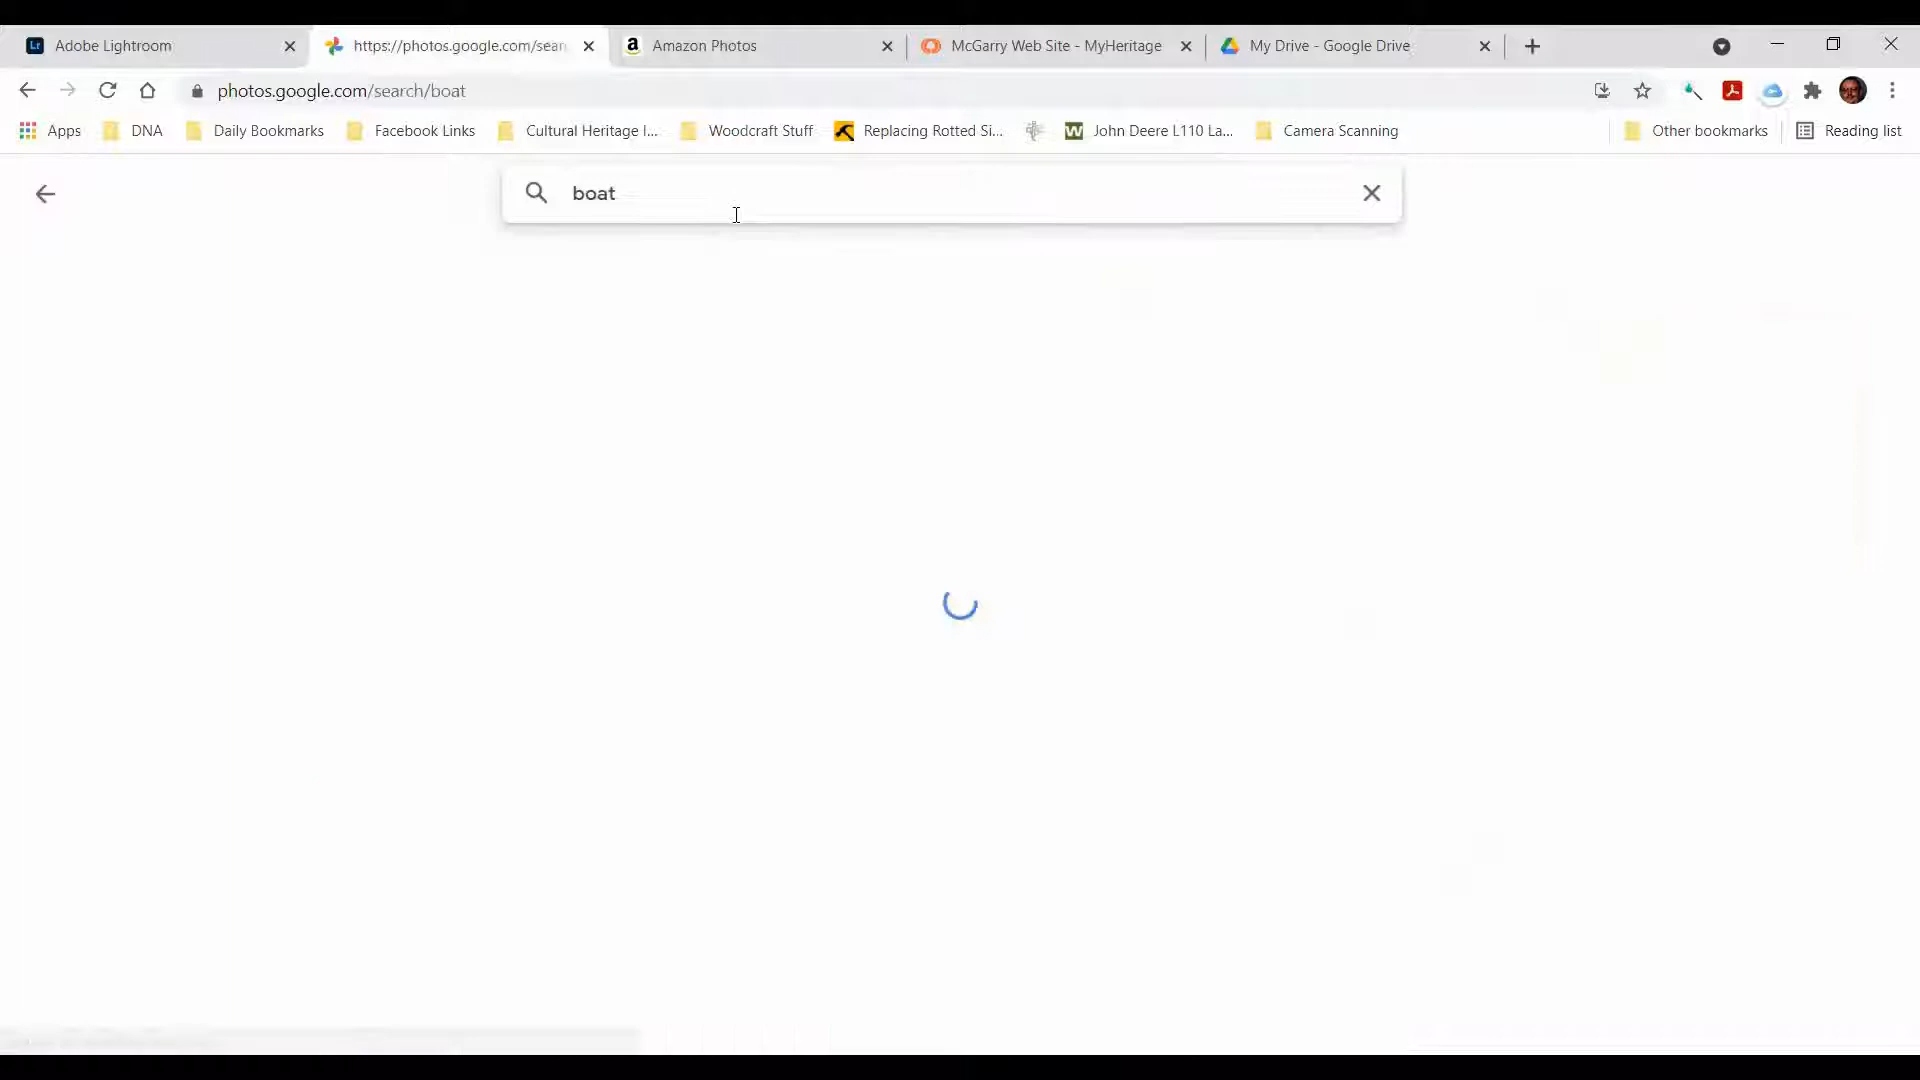 Lr Adobe Lightroom https://photos.google.com/sear a Amazon Photos McGarry Web Site - MyHeritage My Drive - Google Drive
photos.google.com/search/boat
Apps DNA Daily Bookmarks Facebook Links Cultural Heritage I... Woodcraft Stuff Replacing Rotted Si... W John Deere L110 La... Camera Scanning Other bookmarks Reading list
boat